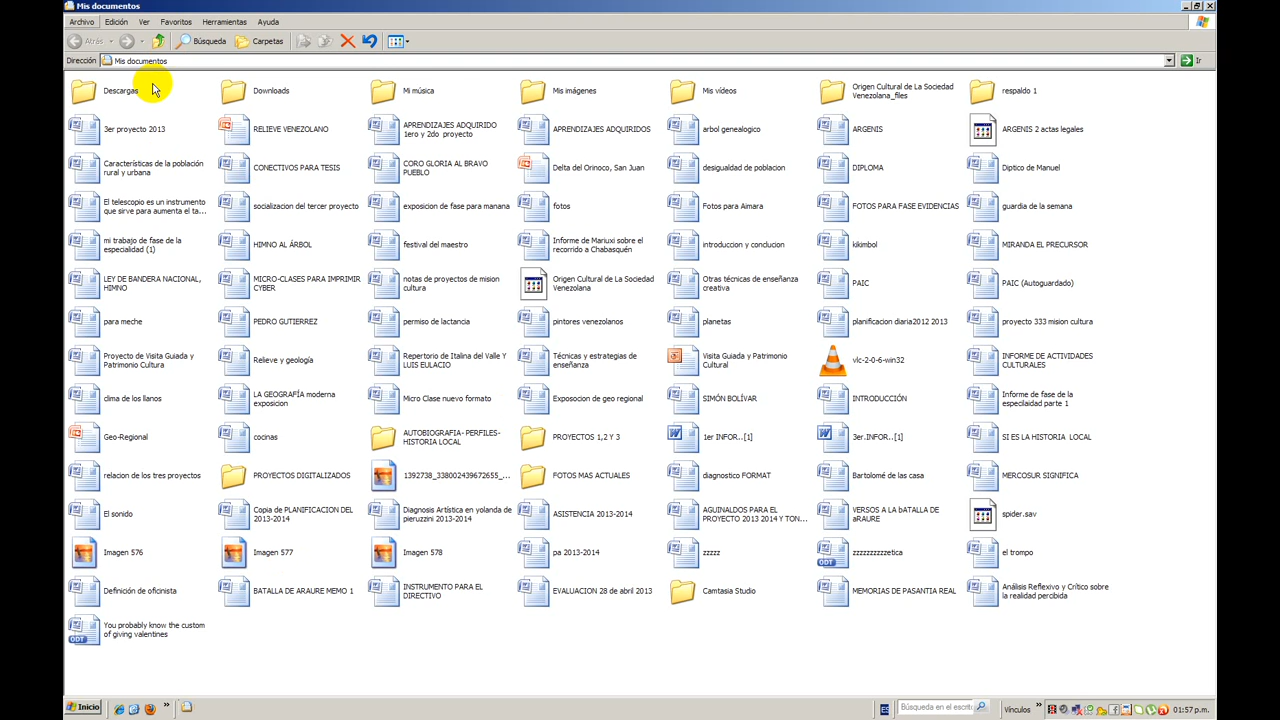 Mis documentos
Archivo Edición Ver Favoritos Herramientas Ayuda
Atrás Búsqueda Carpetas
Dirección Mis documentos Ir
Descargas
Downloads
Mi música
Mis imágenes
Mis vídeos
Origen Cultural de La Sociedad
Venezolana_files
respaldo 1
3er proyecto 2013
RELIEVE VENEZOLANO
APRENDIZAJES ADQUIRIDO
1ero y 2do proyecto
APRENDIZAJES ADQUIRIDOS
arbol genealogico
ARGENIS
ARGENIS 2 actas legales
Características de la población
rural y urbana
CONECTIVOS PARA TESIS
CORO GLORIA AL BRAVO
PUEBLO
Delta del Orinoco, San Juan
desigualdad de poblacion
DIPLOMA
Diptico de Manuel
El telescopio es un instrumento
que sirve para aumenta el ta...
socializacion del tercer proyecto
exposicion de fase para manana
fotos
Fotos para Aimara
FOTOS PARA FASE EVIDENCIAS
guardia de la semana
mi trabajo de fase de la
especialidad (1)
HIMNO AL ÁRBOL
festival del maestro
Informe de Mariuxi sobre el
recorrido a Chabasquén
introduccion y conclucion
kikimbol
MIRANDA EL PRECURSOR
LEY DE BANDERA NACIONAL,
HIMNO
MICRO-CLASES PARA IMPRIMIR
CYBER
notas de proyectos de mision
cultura
Origen Cultural de La Sociedad
Venezolana
Otras técnicas de enseñanza
creativa
PAIC
PAIC (Autoguardado)
para meche
PEDRO GUTIERREZ
permiso de lactancia
pintores venezolanos
planetas
planificacion diaria2012 2013
proyecto 333 mision cultura
Proyecto de Visita Guiada y
Patrimonio Cultura
Relieve y geología
Repertorio de Italina del Valle Y
LUIS EULACIO
Técnicas y estrategias de
enseñanza
Visita Guiada y Patrimonio
Cultural
vlc-2-0-6-win32
INFORME DE ACTIVIDADES
CULTURALES
clima de los llanos
LA GEOGRAFÍA moderna
exposicion
Micro Clase nuevo formato
Exposocion de geo regional
SIMÓN BOLÍVAR
INTRODUCCIÓN
Informe de fase de la
especlaidad parte 1
Geo-Regional
cocinas
AUTOBIOGRAFIA- PERFILES-
HISTORIA LOCAL
PROYECTOS 1,2 Y 3
1er INFOR..[1]
3er.INFOR..[1]
SI ES LA HISTORIA LOCAL
relacion de los tres proyectos
PROYECTOS DIGITALIZADOS
1392738_338002439672655_...
FOTOS MAS ACTUALES
diagnostico FORMAT
Bartolomé de las casa
MERCOSUR SIGNIFICA
El sonido
Copia de PLANIFICACION DEL
2013-2014
Diagnosis Artística en yolanda de
pieruzzini 2013-2014
ASISTENCIA 2013-2014
AGUINALDOS PARA EL
PROYECTO 2013 2014 Y TON...
VERSOS A LA bATALLA DE
aRAURE
spider.sav
Imagen 576
Imagen 577
Imagen 578
pa 2013-2014
zzzzz
zzzzzzzzzzetica
el trompo
Definición de oficinista
BATALLA DE ARAURE MEMO 1
INSTRUMENTO PARA EL
DIRECTIVO
EVALUACION 28 de abril 2013
Camtasia Studio
MEMORIAS DE PASANTIA REAL
Análisis Reflexivo y Crítico sobre
la realidad percibida
You probably know the custom
of giving valentines
Inicio
Búsqueda en el escrito
Vínculos
01:57 p.m.